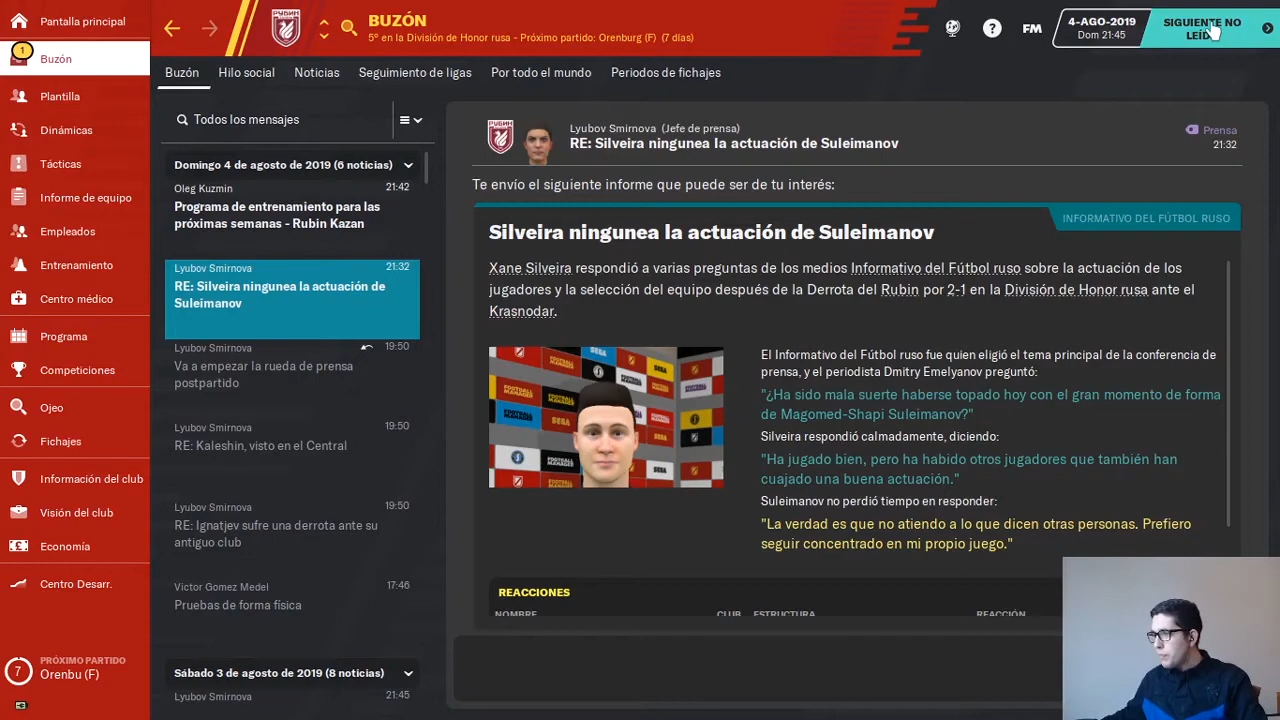 Pantalla principal
1
Buzón
Plantilla
Dinámicas
Tácticas
Informe de equipo
Empleados
Entrenamiento
Centro médico
Programa
Competiciones
Ojeo
Fichajes
Información del club
Visión del club
Economía
Centro Desarr.
7
PRÓXIMO PARTIDO
Orenbu (F)
РУБИН
BUZÓN
5º en la División de Honor rusa - Próximo partido: Orenburg (F) (7 días)
?
FM
4-AGO-2019
Dom 21:45
SIGUIENTE NO
LEÍDO
Buzón
Hilo social
Noticias
Seguimiento de ligas
Por todo el mundo
Periodos de fichajes
Todos los mensajes
Domingo 4 de agosto de 2019 (6 noticias)
Oleg Kuzmin
21:42
Programa de entrenamiento para las
próximas semanas - Rubin Kazan
Lyubov Smirnova
21:32
RE: Silveira ningunea la actuación de
Suleimanov
Lyubov Smirnova
19:50
Va a empezar la rueda de prensa
postpartido
Lyubov Smirnova
19:50
RE: Kaleshin, visto en el Central
Lyubov Smirnova
19:50
RE: Ignatjev sufre una derrota ante su
antiguo club
Victor Gomez Medel
17:46
Pruebas de forma física
Sábado 3 de agosto de 2019 (8 noticias)
Lyubov Smirnova
21:45
РУБИН
Lyubov Smirnova (Jefe de prensa)
RE: Silveira ningunea la actuación de Suleimanov
Prensa
21:32
Te envío el siguiente informe que puede ser de tu interés:
INFORMATIVO DEL FÚTBOL RUSO
Silveira ningunea la actuación de Suleimanov
Xane Silveira respondió a varias preguntas de los medios Informativo del Fútbol ruso sobre la actuación de los
jugadores y la selección del equipo después de la Derrota del Rubin por 2-1 en la División de Honor rusa ante el
Krasnodar.
El Informativo del Fútbol ruso fue quien eligió el tema principal de la conferencia de
prensa, y el periodista Dmitry Emelyanov preguntó:
"¿Ha sido mala suerte haberse topado hoy con el gran momento de forma
de Magomed-Shapi Suleimanov?"
Silveira respondió calmadamente, diciendo:
"Ha jugado bien, pero ha habido otros jugadores que también han
cuajado una buena actuación."
Suleimanov no perdió tiempo en responder:
"La verdad es que no atiendo a lo que dicen otras personas. Prefiero
seguir concentrado en mi propio juego."
REACCIONES
NOMBRE
CLUB
ESTRUCTURA
REACCIÓN